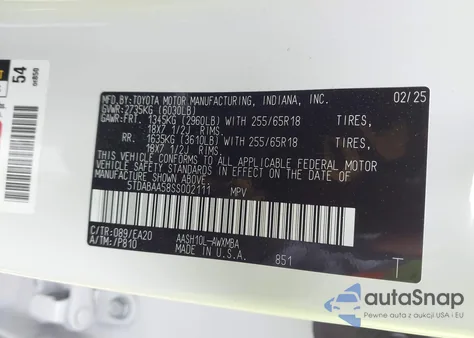 54
MFD. BY: TOYOTA MOTOR MANUFACTURING, INDIANA, INC. 02/25
GVWR: 2735KG (6030LB)
GAWR: FRT. 1345KG (2960LB) WITH 255/65R18 TIRES,
18X7 1/2J RIMS.
RR. 1635KG (3610LB) WITH 255/65R18 TIRES,
18X7 1/2J RIMS.
THIS VEHICLE CONFORMS TO ALL APPLICABLE FEDERAL MOTOR
VEHICLE SAFETY STANDARDS IN EFFECT ON THE DATE OF
MANUFACTURE SHOWN ABOVE.
5TDABAA58SS002111 MPV
C/TR: 089/EA20 AASH10L-AWXMBA
A/TM: /P810 MADE IN U.S.A. 851
T
autoSnap
Pewne auta z aukcji USA i EU